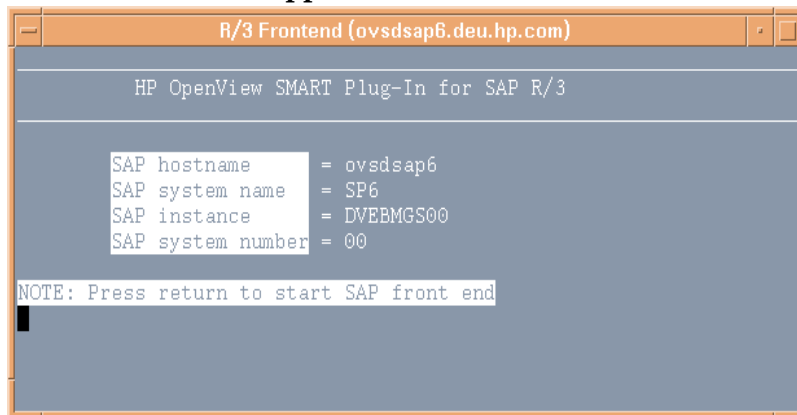 R/3 Frontend (ovsdsap6.deu.hp.com)
HP OpenView SMART Plug-In for SAP R/3
SAP hostname = ovsdsap6
SAP system name = SP6
SAP instance = DVEBMGS00
SAP system number = 00
NOTE: Press return to start SAP front end